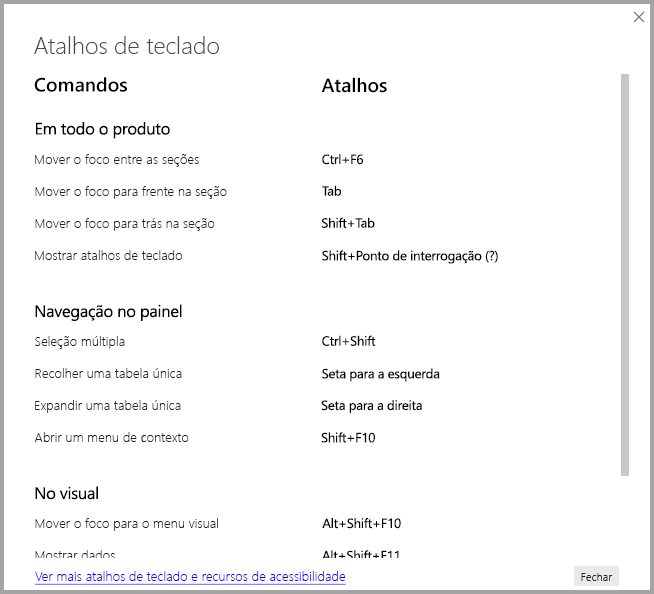 Atalhos de teclado
Comandos Atalhos
Em todo o produto
Mover o foco entre as seções Ctrl+F6
Mover o foco para frente na seção Tab
Mover o foco para trás na seção Shift+Tab
Mostrar atalhos de teclado Shift+Ponto de interrogação (?)
Navegação no painel
Seleção múltipla Ctrl+Shift
Recolher uma tabela única Seta para a esquerda
Expandir uma tabela única Seta para a direita
Abrir um menu de contexto Shift+F10
No visual
Mover o foco para o menu visual Alt+Shift+F10
Mostrar dados Alt+Shift+F11
Ver mais atalhos de teclado e recursos de acessibilidade Fechar